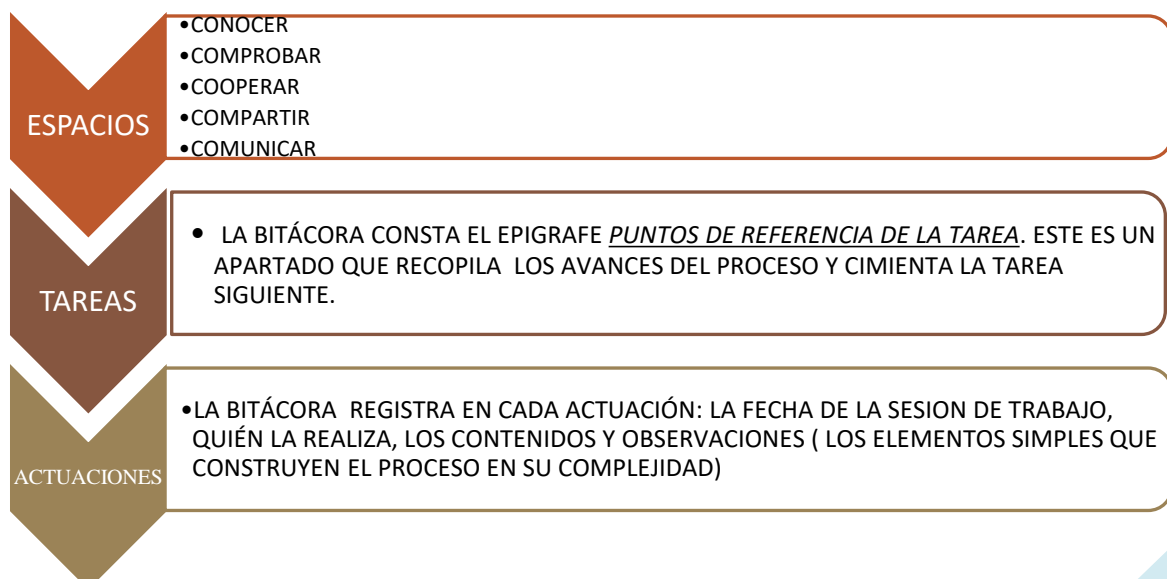 •CONOCER
•COMPROBAR
•COOPERAR
•COMPARTIR
•COMUNICAR
ESPACIOS
• LA BITÁCORA CONSTA EL EPIGRAFE PUNTOS DE REFERENCIA DE LA TAREA. ESTE ES UN
APARTADO QUE RECOPILA LOS AVANCES DEL PROCESO Y CIMIENTA LA TAREA
SIGUIENTE.
TAREAS
•LA BITÁCORA REGISTRA EN CADA ACTUACIÓN: LA FECHA DE LA SESION DE TRABAJO,
QUIÉN LA REALIZA, LOS CONTENIDOS Y OBSERVACIONES ( LOS ELEMENTOS SIMPLES QUE
CONSTRUYEN EL PROCESO EN SU COMPLEJIDAD)
ACTUACIONES